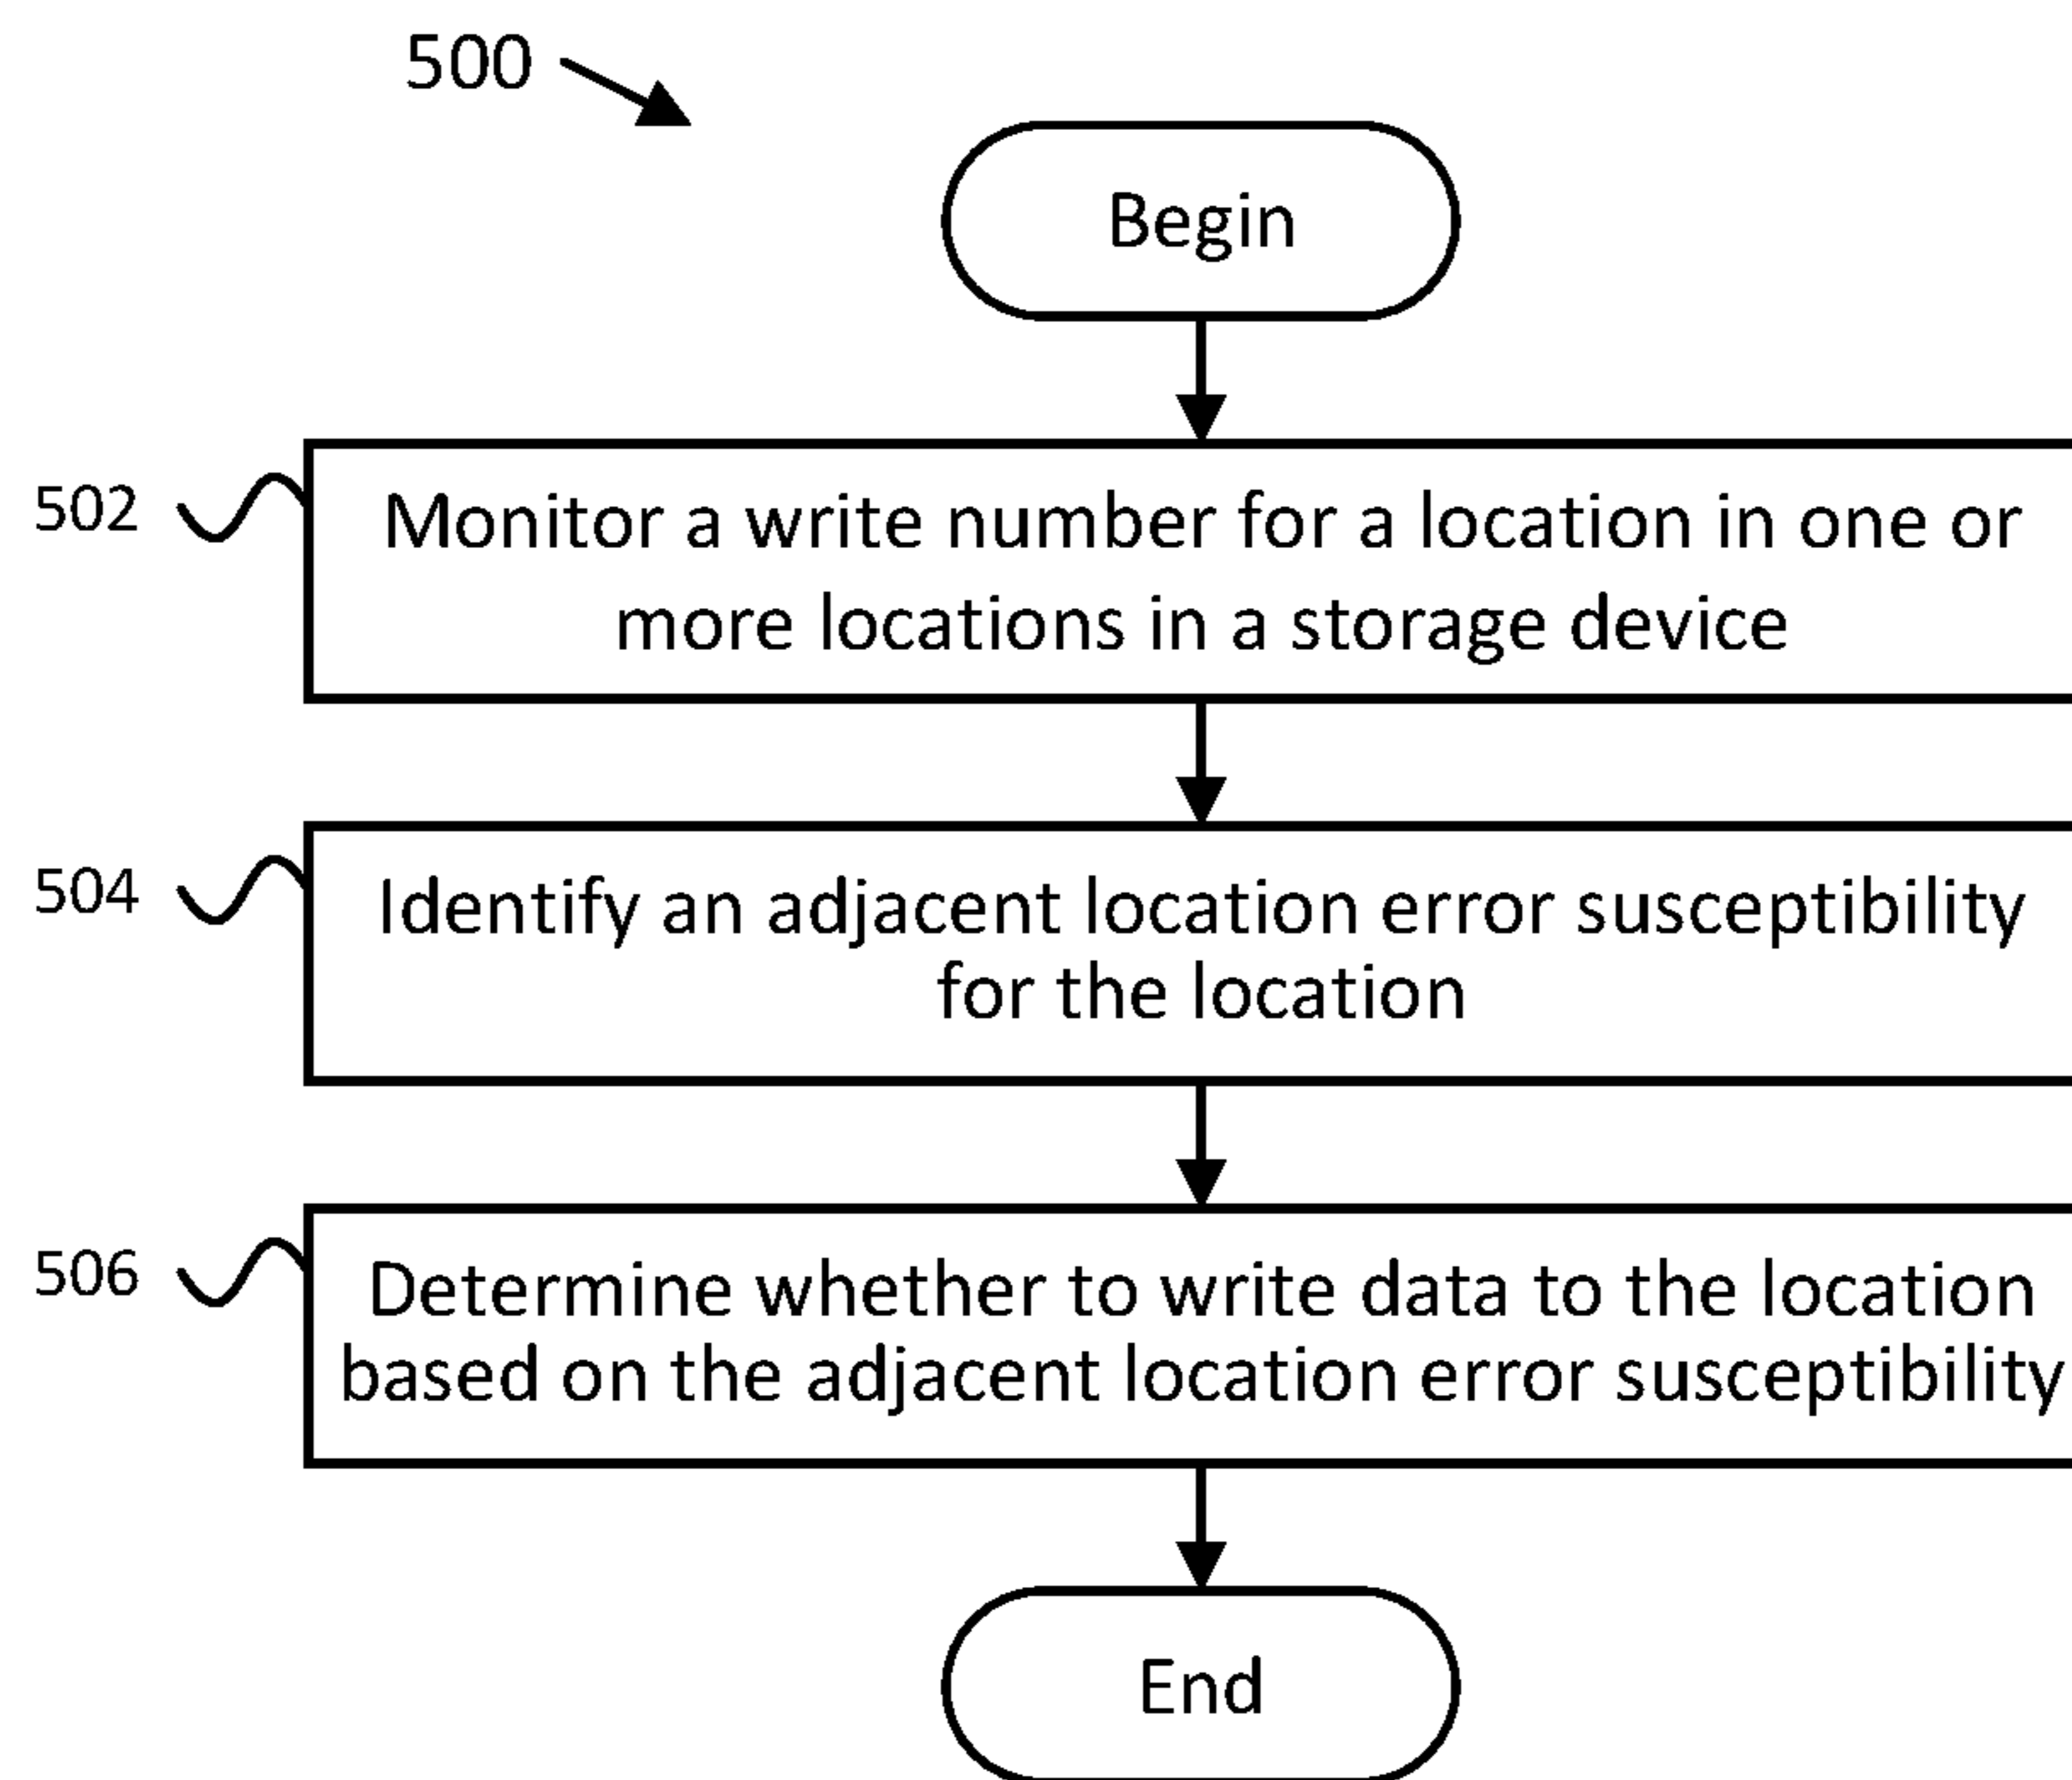 500
Begin
502
Monitor a write number for a location in one or
more locations in a storage device
504
Identify an adjacent location error susceptibility
for the location
506
Determine whether to write data to the location
based on the adjacent location error susceptibility
End